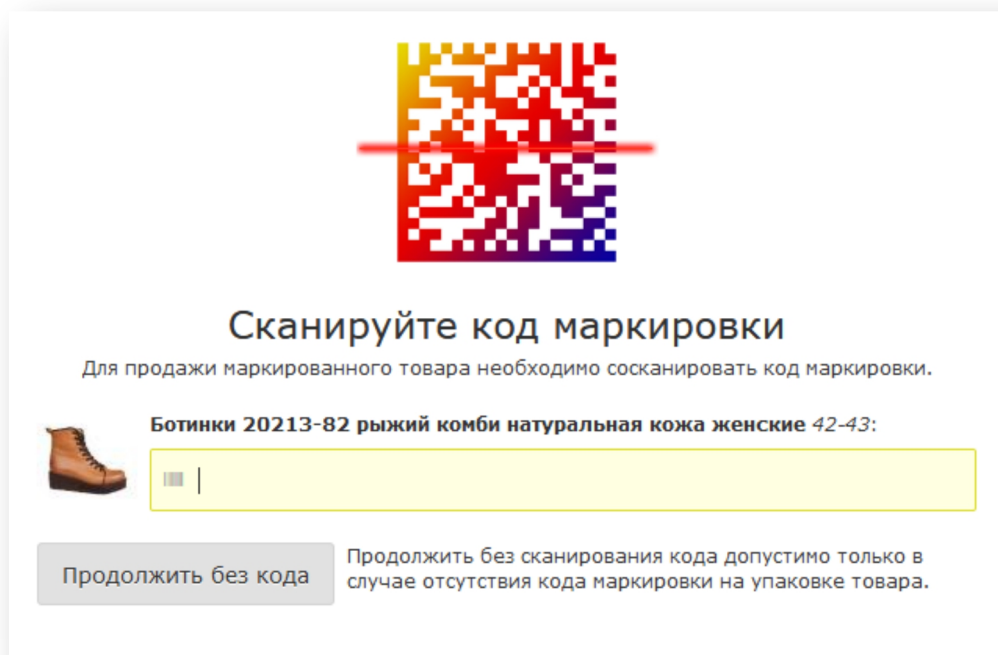 Сканируйте код маркировки
Для продажи маркированного товара необходимо сосканировать код маркировки.
Ботинки 20213-82 рыжий комби натуральная кожа женские 42-43:
Продолжить без кода
Продолжить без сканирования кода допустимо только в
случае отсутствия кода маркировки на упаковке товара.